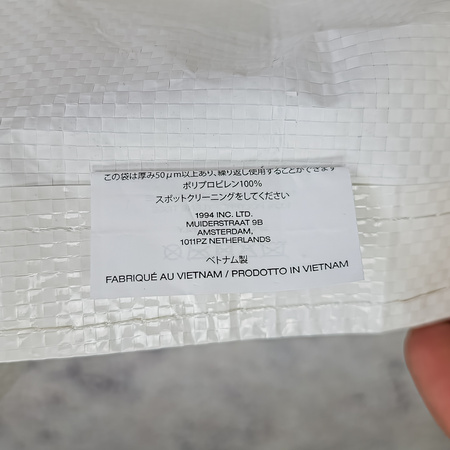 この袋は厚み50μm以上あり、繰り返し使用することができます
ポリプロピレン100%
スポットクリーニングをしてください
1994 INC. LTD.
MUIDERSTRAAT 9B
AMSTERDAM,
1011PZ NETHERLANDS
ベトナム製
FABRIQUÉ AU VIETNAM / PRODOTTO IN VIETNAM